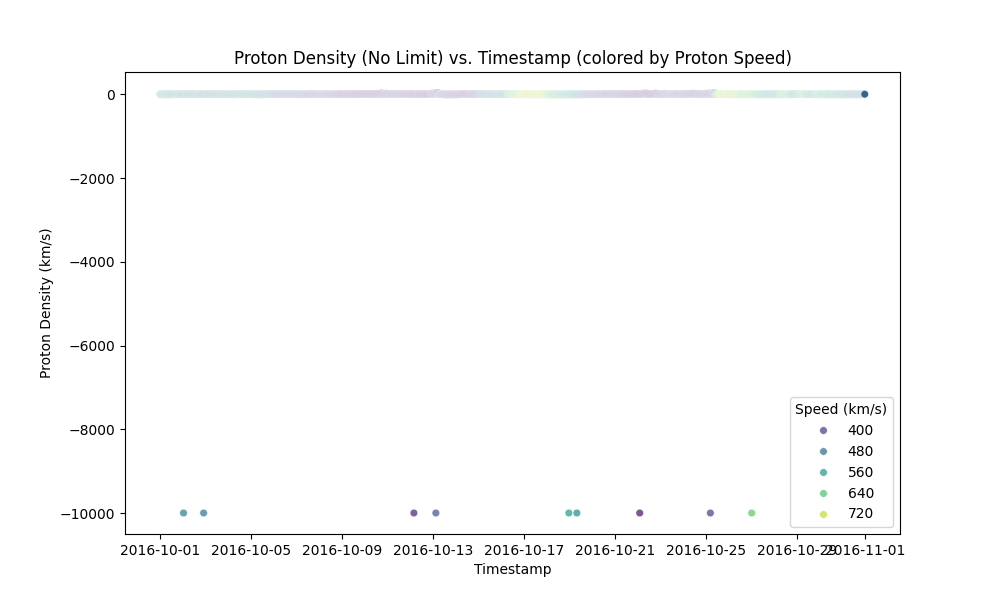 Proton Density (No Limit) vs. Timestamp (colored by Proton Speed)
Proton Density (km/s)
0
−2000
−4000
−6000
−8000
−10000
Speed (km/s)
400
480
560
640
720
2016-10-01 2016-10-05 2016-10-09 2016-10-13 2016-10-17 2016-10-21 2016-10-25 2016-10-29 2016-11-01
Timestamp